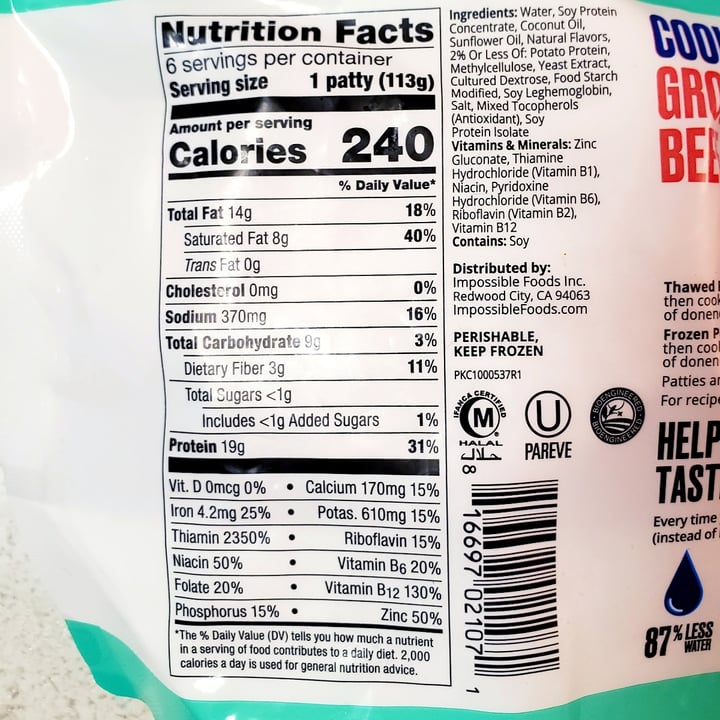 Nutrition Facts
6 servings per container
Serving size 1 patty (113g)
Amount per serving
Calories 240
% Daily Value*
Total Fat 14g 18%
Saturated Fat 8g 40%
Trans Fat 0g
Cholesterol 0mg 0%
Sodium 370mg 16%
Total Carbohydrate 9g 3%
Dietary Fiber 3g 11%
Total Sugars <1g
Includes <1g Added Sugars 1%
Protein 19g 31%
Vit. D 0mcg 0% • Calcium 170mg 15%
Iron 4.2mg 25% • Potas. 610mg 15%
Thiamin 2350% • Riboflavin 15%
Niacin 50% • Vitamin B6 20%
Folate 20% • Vitamin B12 130%
Phosphorus 15% • Zinc 50%
*The % Daily Value (DV) tells you how much a nutrient
in a serving of food contributes to a daily diet. 2,000
calories a day is used for general nutrition advice.
Ingredients: Water, Soy Protein
Concentrate, Coconut Oil,
Sunflower Oil, Natural Flavors,
2% Or Less Of: Potato Protein,
Methylcellulose, Yeast Extract,
Cultured Dextrose, Food Starch
Modified, Soy Leghemoglobin,
Salt, Mixed Tocopherols
(Antioxidant), Soy
Protein Isolate
Vitamins & Minerals: Zinc
Gluconate, Thiamine
Hydrochloride (Vitamin B1),
Niacin, Pyridoxine
Hydrochloride (Vitamin B6),
Riboflavin (Vitamin B2),
Vitamin B12
Contains: Soy
Distributed by:
Impossible Foods Inc.
Redwood City, CA 94063
ImpossibleFoods.com
PERISHABLE,
KEEP FROZEN
PKC1000537R1
IFANCA CERTIFIED
M
HALAL
حلال
U
PAREVE
BIOENGINEERED
BIOENGINEERED
8 16697 02107 1
COO
GRO
BEE
Thawed
then cook
of donen
Frozen P
then coo
of donen
Patties ar
For recipe
HELP
TAST
Every time
(instead of
87% LESS
WATER